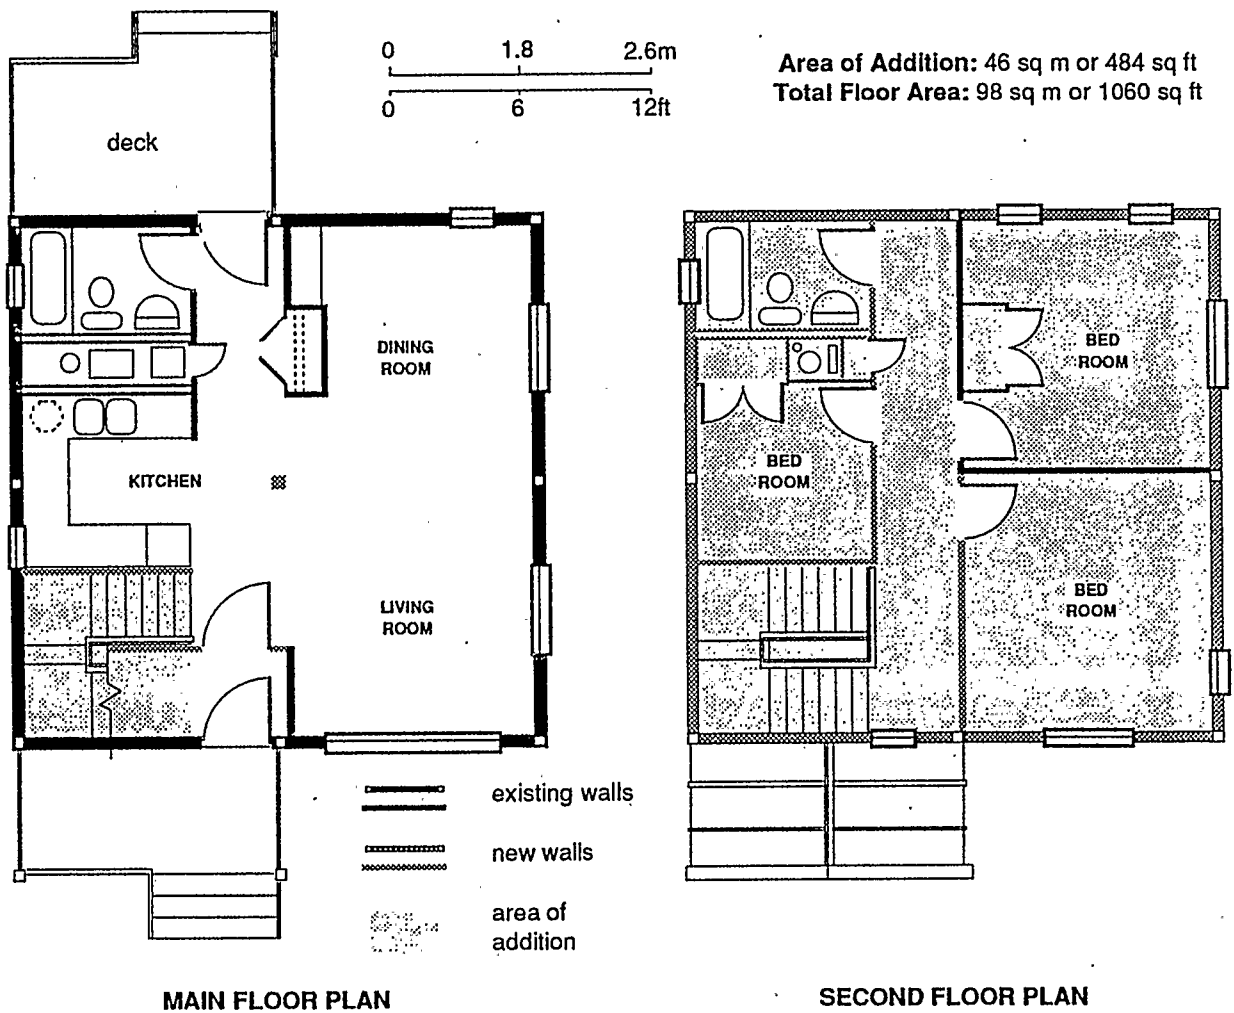 0 1.8 2.6m
0 6 12ft
Area of Addition: 46 sq m or 484 sq ft
Total Floor Area: 98 sq m or 1060 sq ft
deck
DINING
ROOM
KITCHEN
LIVING
ROOM
BED
ROOM
BED
ROOM
BED
ROOM
existing walls
new walls
area of
addition
MAIN FLOOR PLAN
SECOND FLOOR PLAN